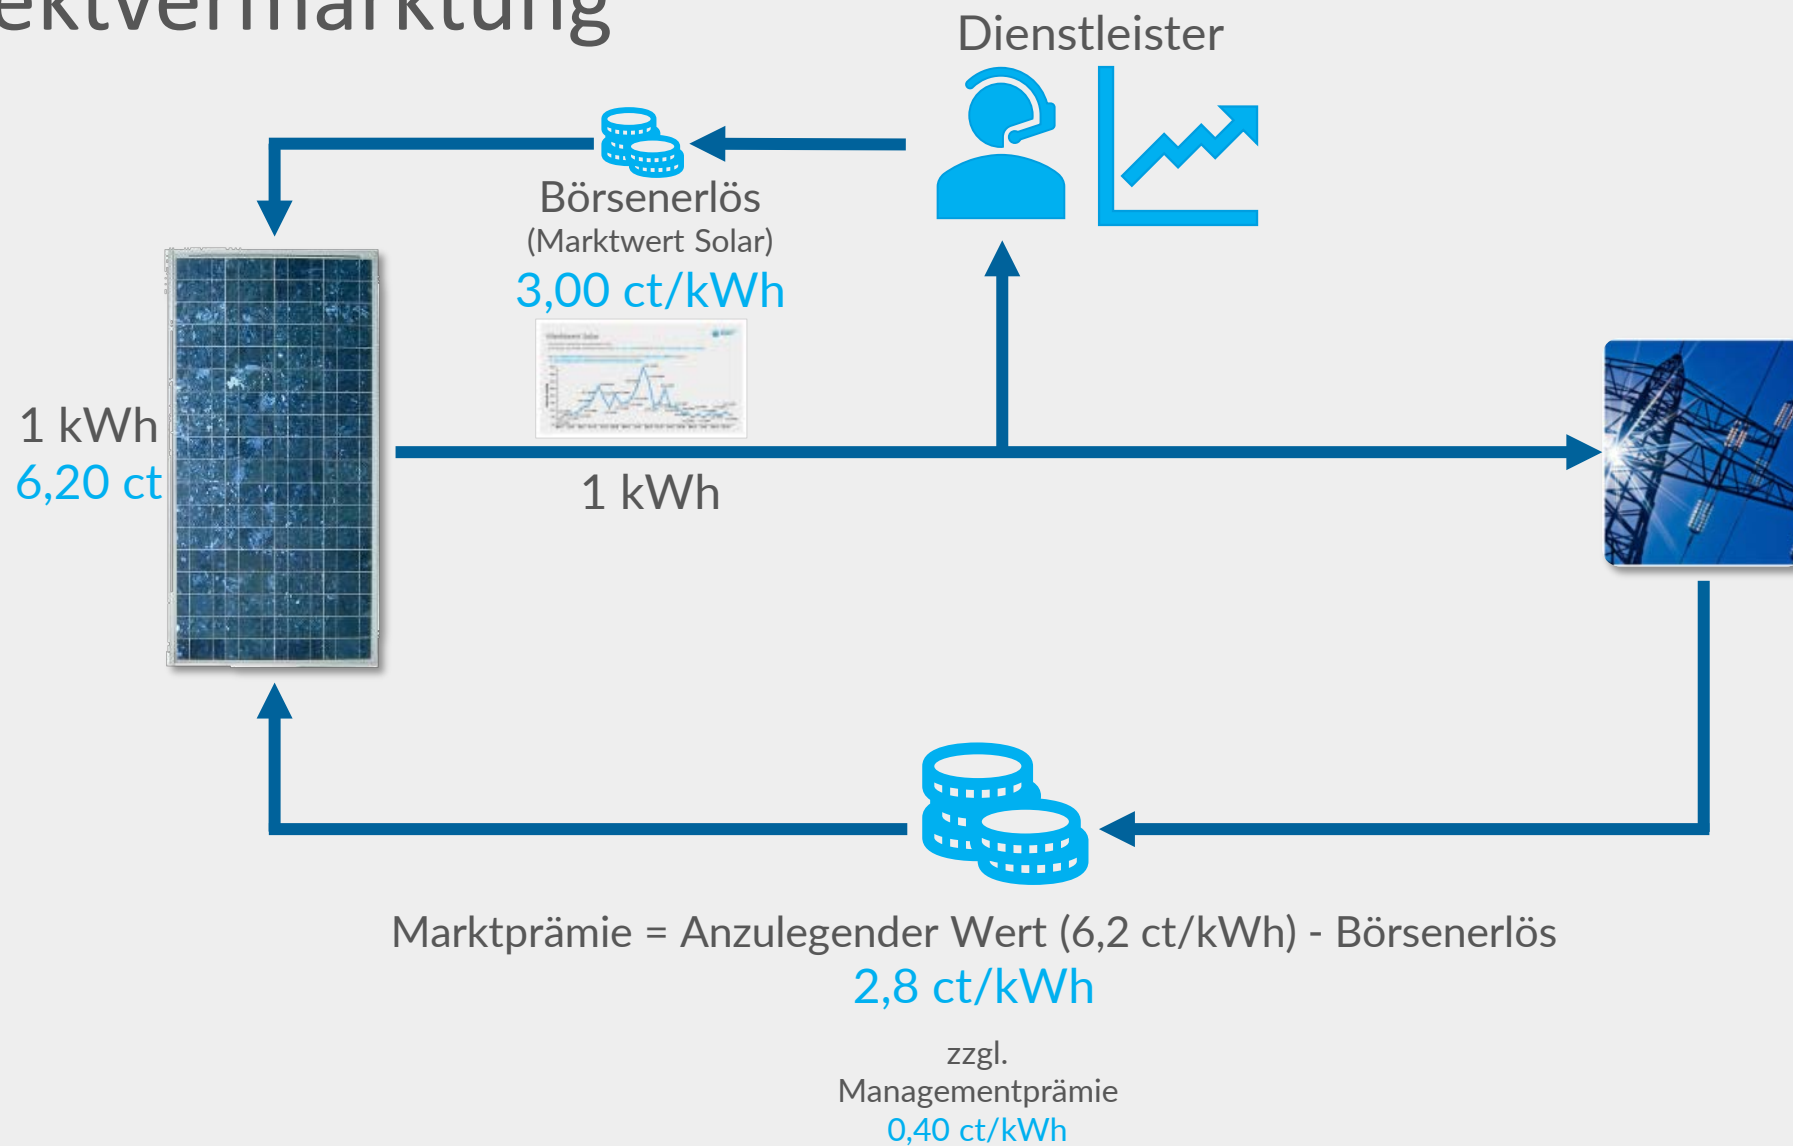 ektvermarktung
Dienstleister
Börsenerlös
(Marktwert Solar)
3,00 ct/kWh
1 kWh
6,20 ct
1 kWh
Marktprämie = Anzulegender Wert (6,2 ct/kWh) - Börsenerlös
2,8 ct/kWh
zzgl.
Managementprämie
0,40 ct/kWh